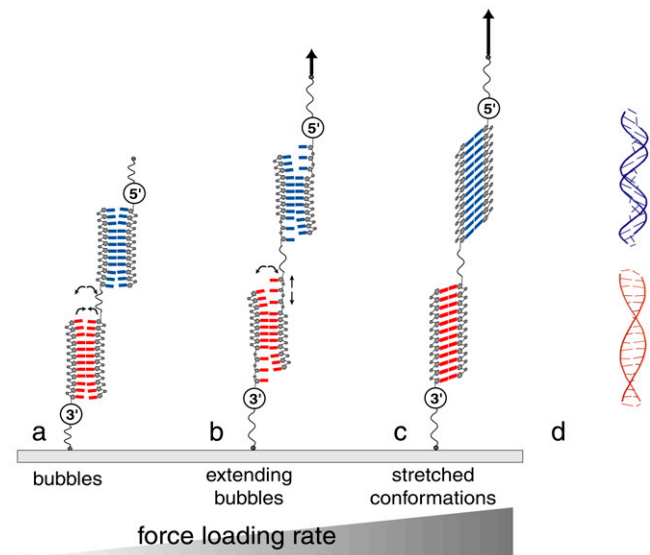 5'
5'
5'
3'
3'
3'
a
b
c
d
bubbles
extending
bubbles
stretched
conformations
force loading rate